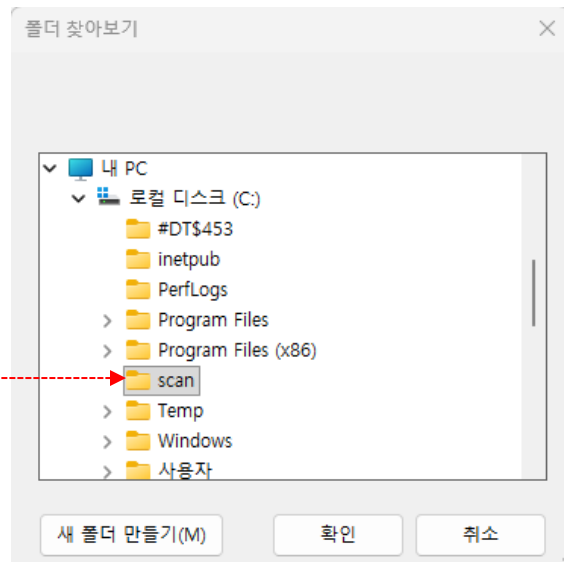 폴더 찾아보기
내 PC
로컬 디스크 (C:)
#DT$453
inetpub
PerfLogs
Program Files
Program Files (x86)
scan
Temp
Windows
사용자
새 폴더 만들기(M) 확인 취소